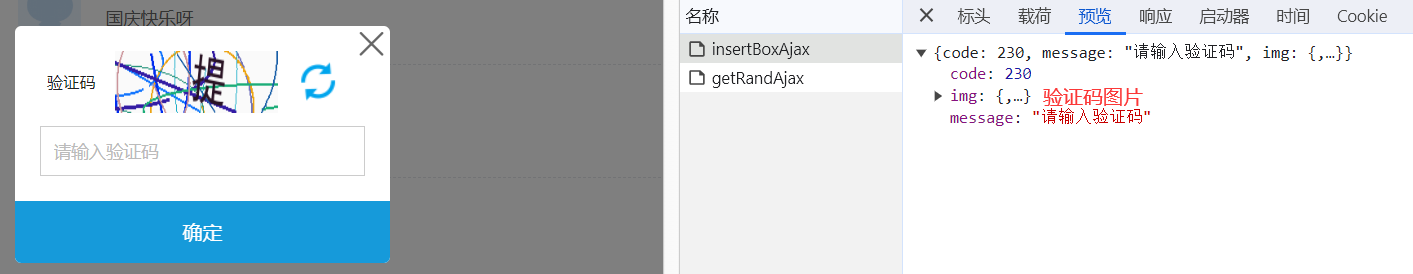 国庆快乐呀
验证码
提
请输入验证码
确定
名称
insertBoxAjax
getRandAjax
标头 载荷 预览 响应 启动器 时间 Cookie
{code: 230, message: "请输入验证码", img: {,…}}
code: 230
img: {,…} 验证码图片
message: "请输入验证码"